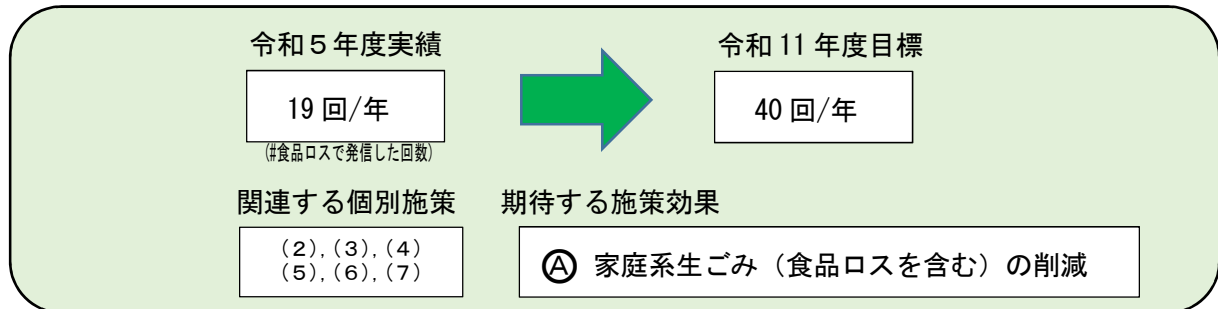 令和５年度実績
令和 11 年度目標
19 回/年
40 回/年
(#食品ロスで発信した回数)
関連する個別施策
期待する施策効果
（2），（3），（4）
（5），（6），（7）
Ⓐ 家庭系生ごみ（食品ロスを含む）の削減